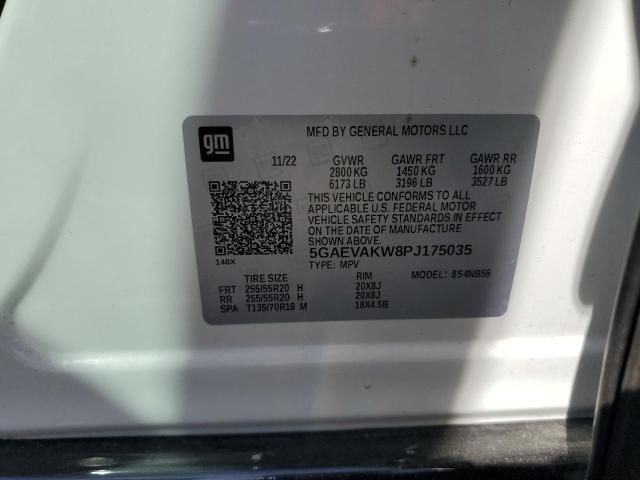 gm
MFD BY GENERAL MOTORS LLC
11/22 GVWR GAWR FRT GAWR RR
2800 KG 1450 KG 1600 KG
6173 LB 3196 LB 3527 LB
THIS VEHICLE CONFORMS TO ALL
APPLICABLE U.S. FEDERAL MOTOR
VEHICLE SAFETY STANDARDS IN EFFECT
ON THE DATE OF MANUFACTURE SHOWN ABOVE.
5GAEVAKW8PJ175035
140X TYPE: MPV MODEL: 854NB56
TIRE SIZE RIM
FRT 255/55R20 H 20X8J
RR 255/55R20 H 20X8J
SPA T135/70R18 M 18X4.5B